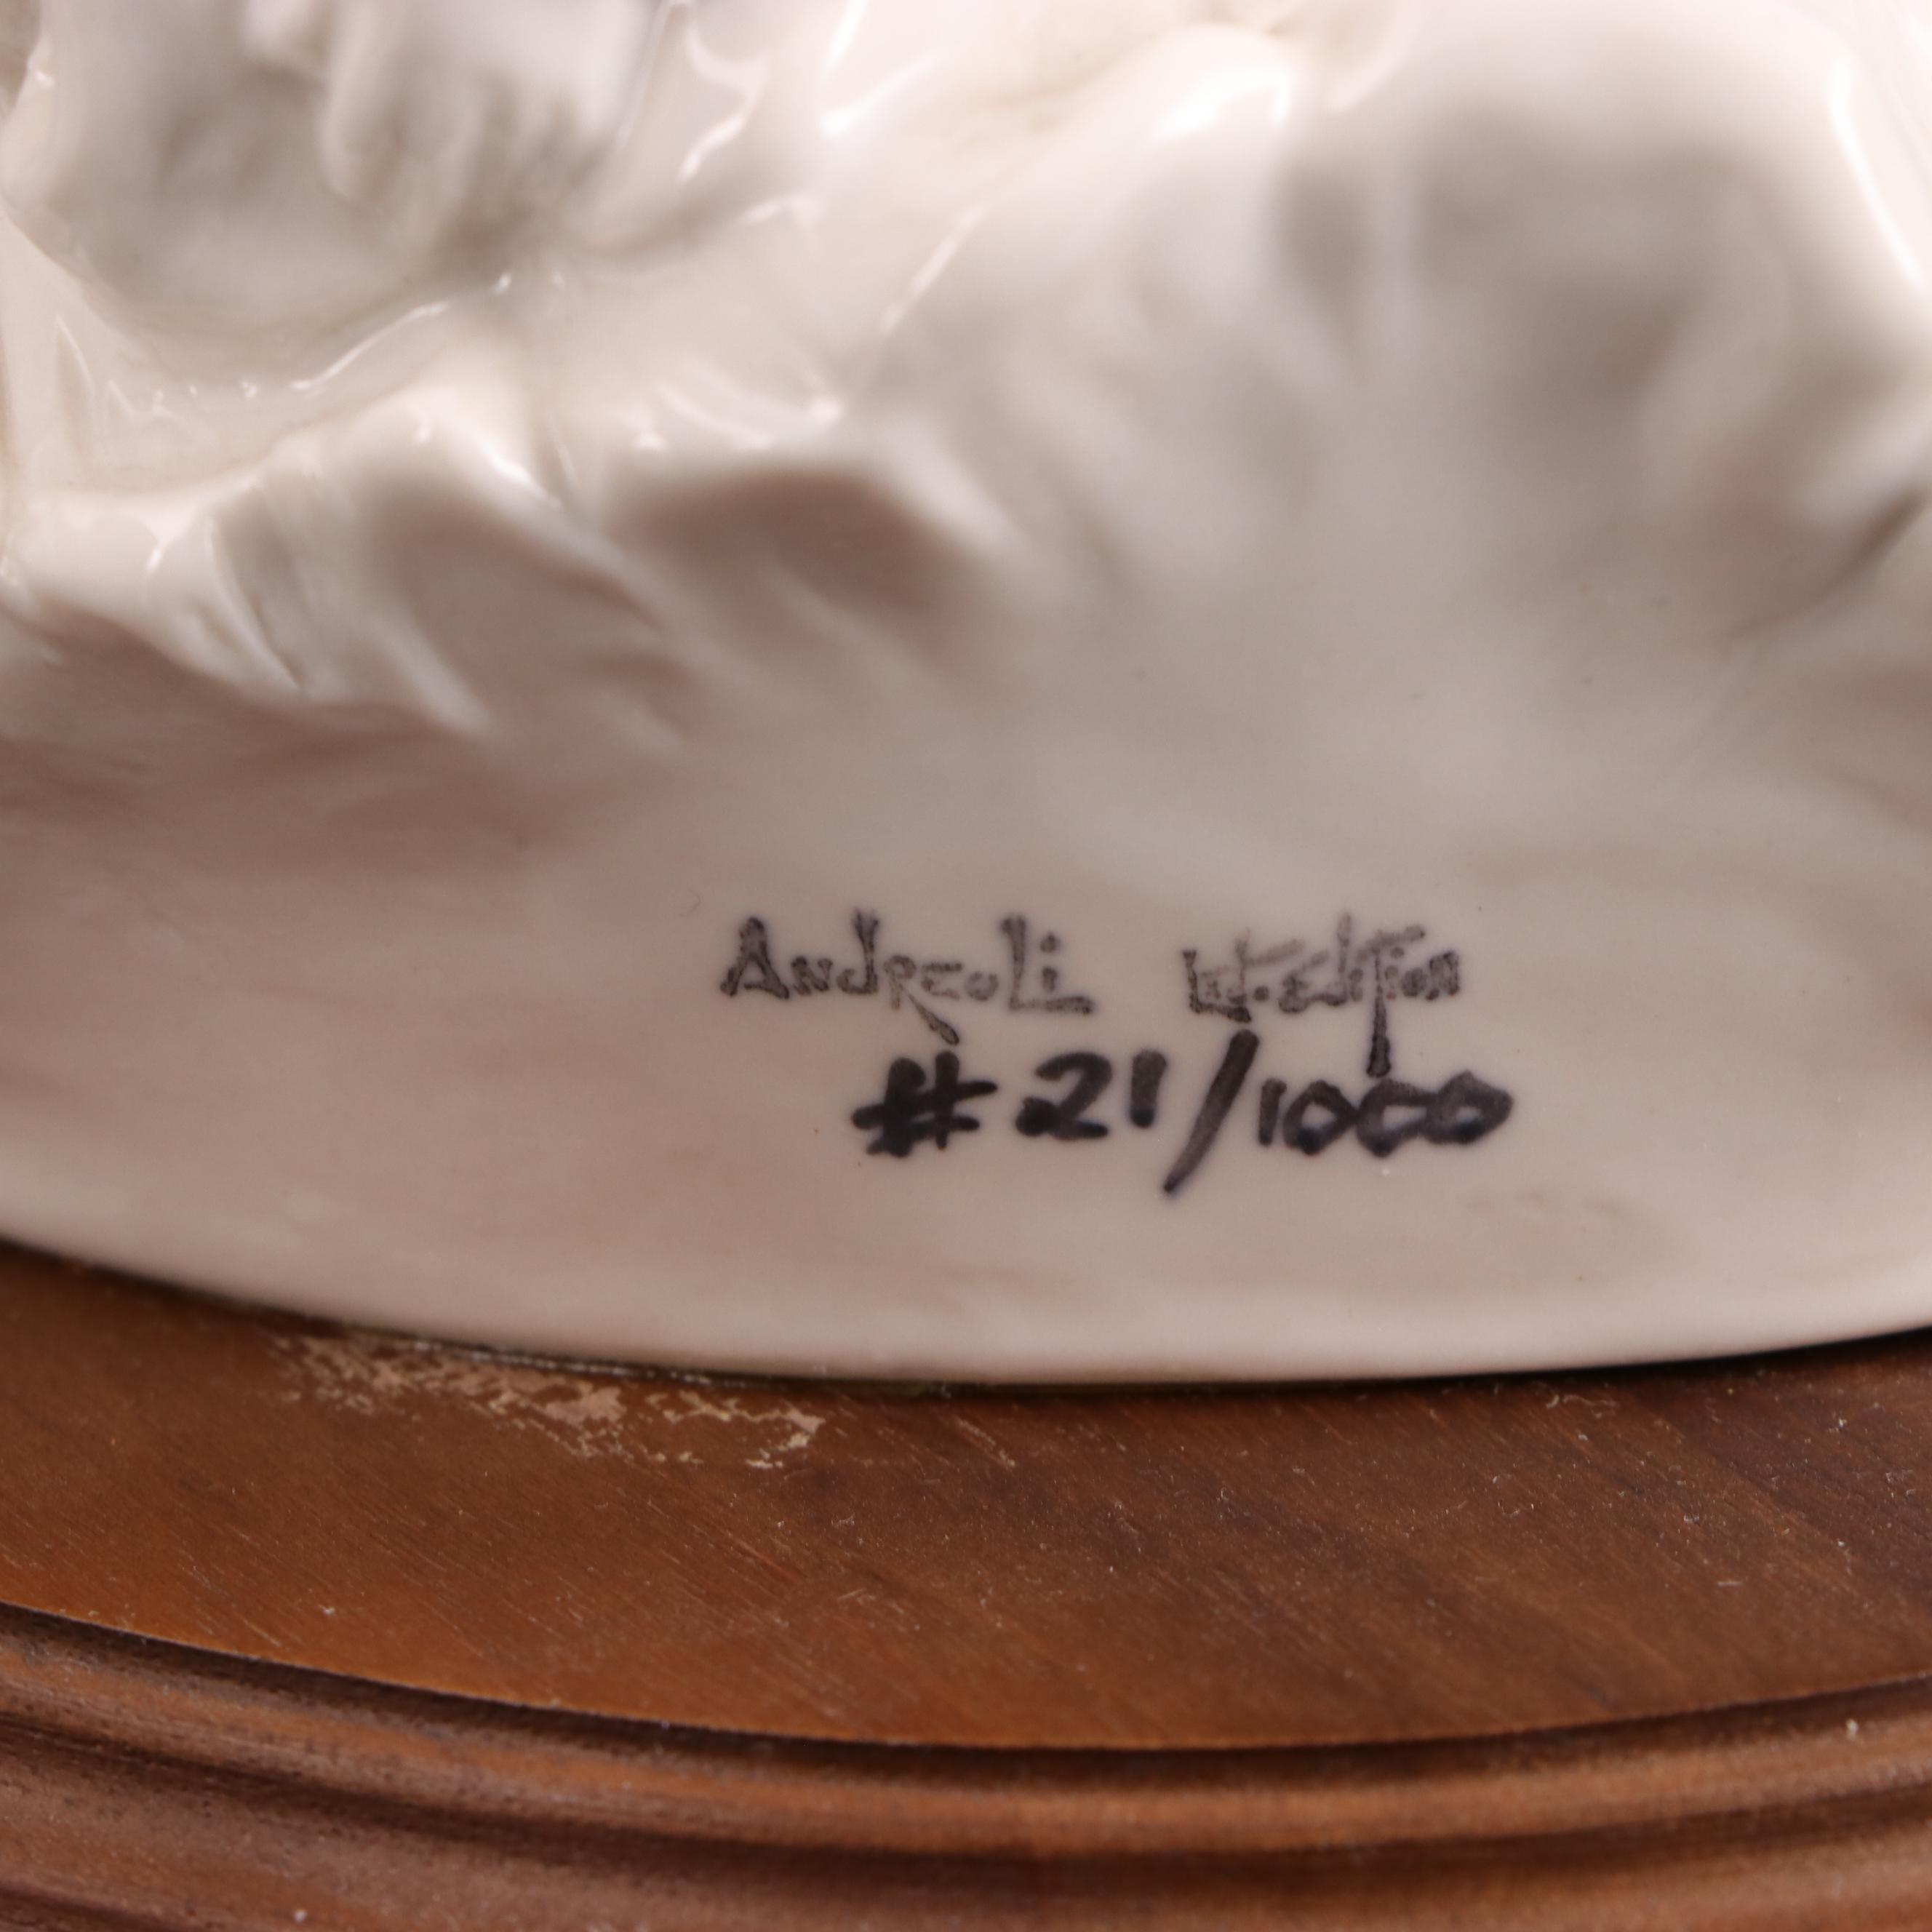 Andreoli Ltd. Edition
# 21/1000